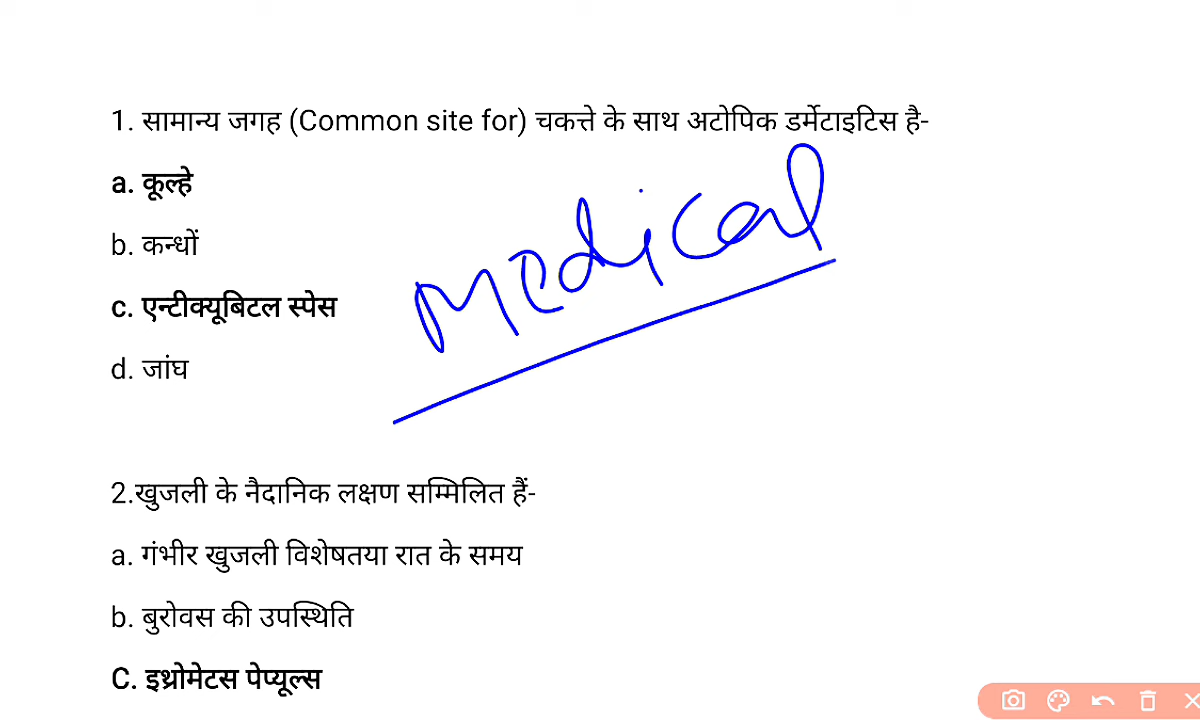 1. सामान्य जगह (Common site for) चकत्ते के साथ अटोपिक डर्मेटाइटिस है-
a. कूल्हे
b. कन्धों
c. एन्टीक्यूबिटल स्पेस
d. जांघ
Medical
2.खुजली के नैदानिक लक्षण सम्मिलित हैं-
a. गंभीर खुजली विशेषतया रात के समय
b. बुरोवस की उपस्थिति
C. इथ्रोमेटस पेप्यूल्स